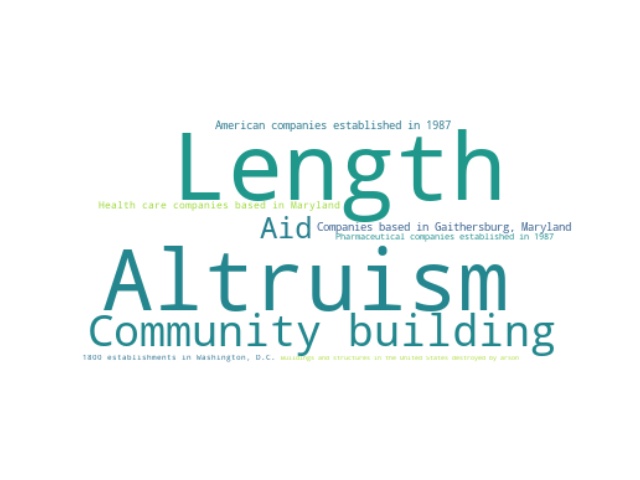 American companies established in 1987
Length
Health care companies based in Maryland
Aid
Companies based in Gaithersburg, Maryland
Pharmaceutical companies established in 1987
Altruism
Community building
1800 establishments in Washington, D.C.
Buildings and structures in the United States destroyed by arson